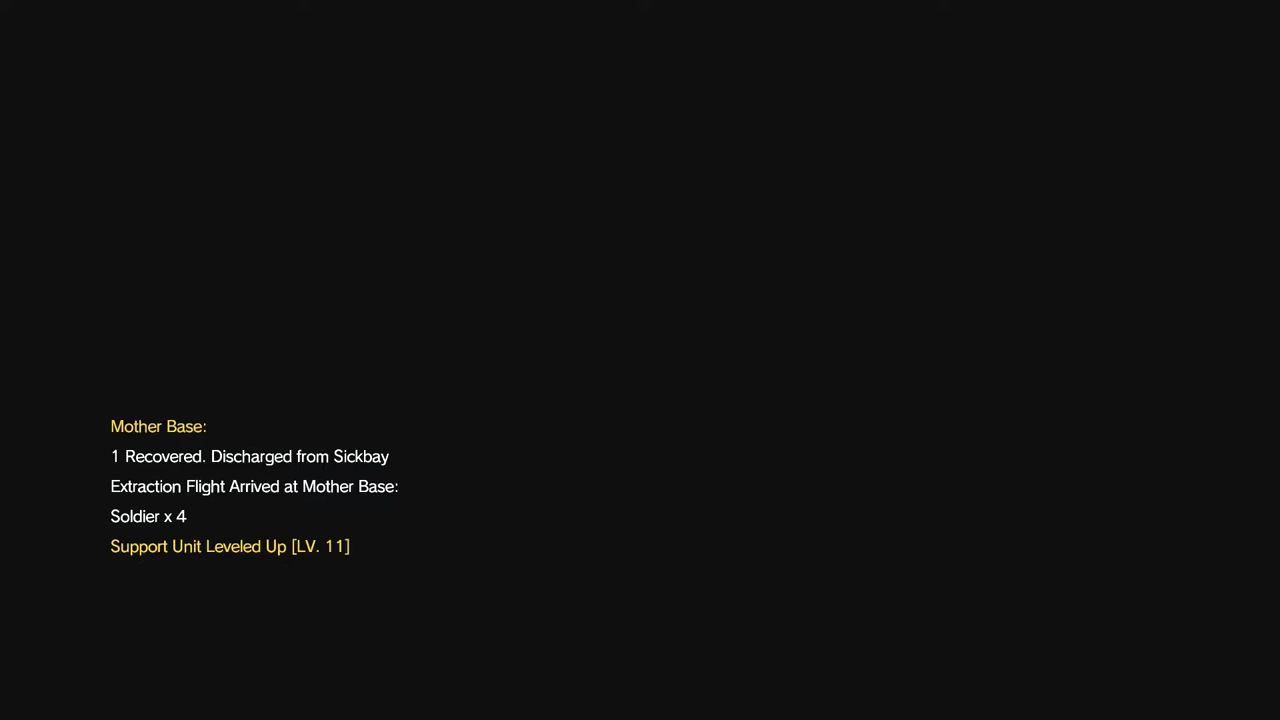 Mother Base:
1 Recovered. Discharged from Sickbay
Extraction Flight Arrived at Mother Base:
Soldier x 4
Support Unit Leveled Up [LV. 11]